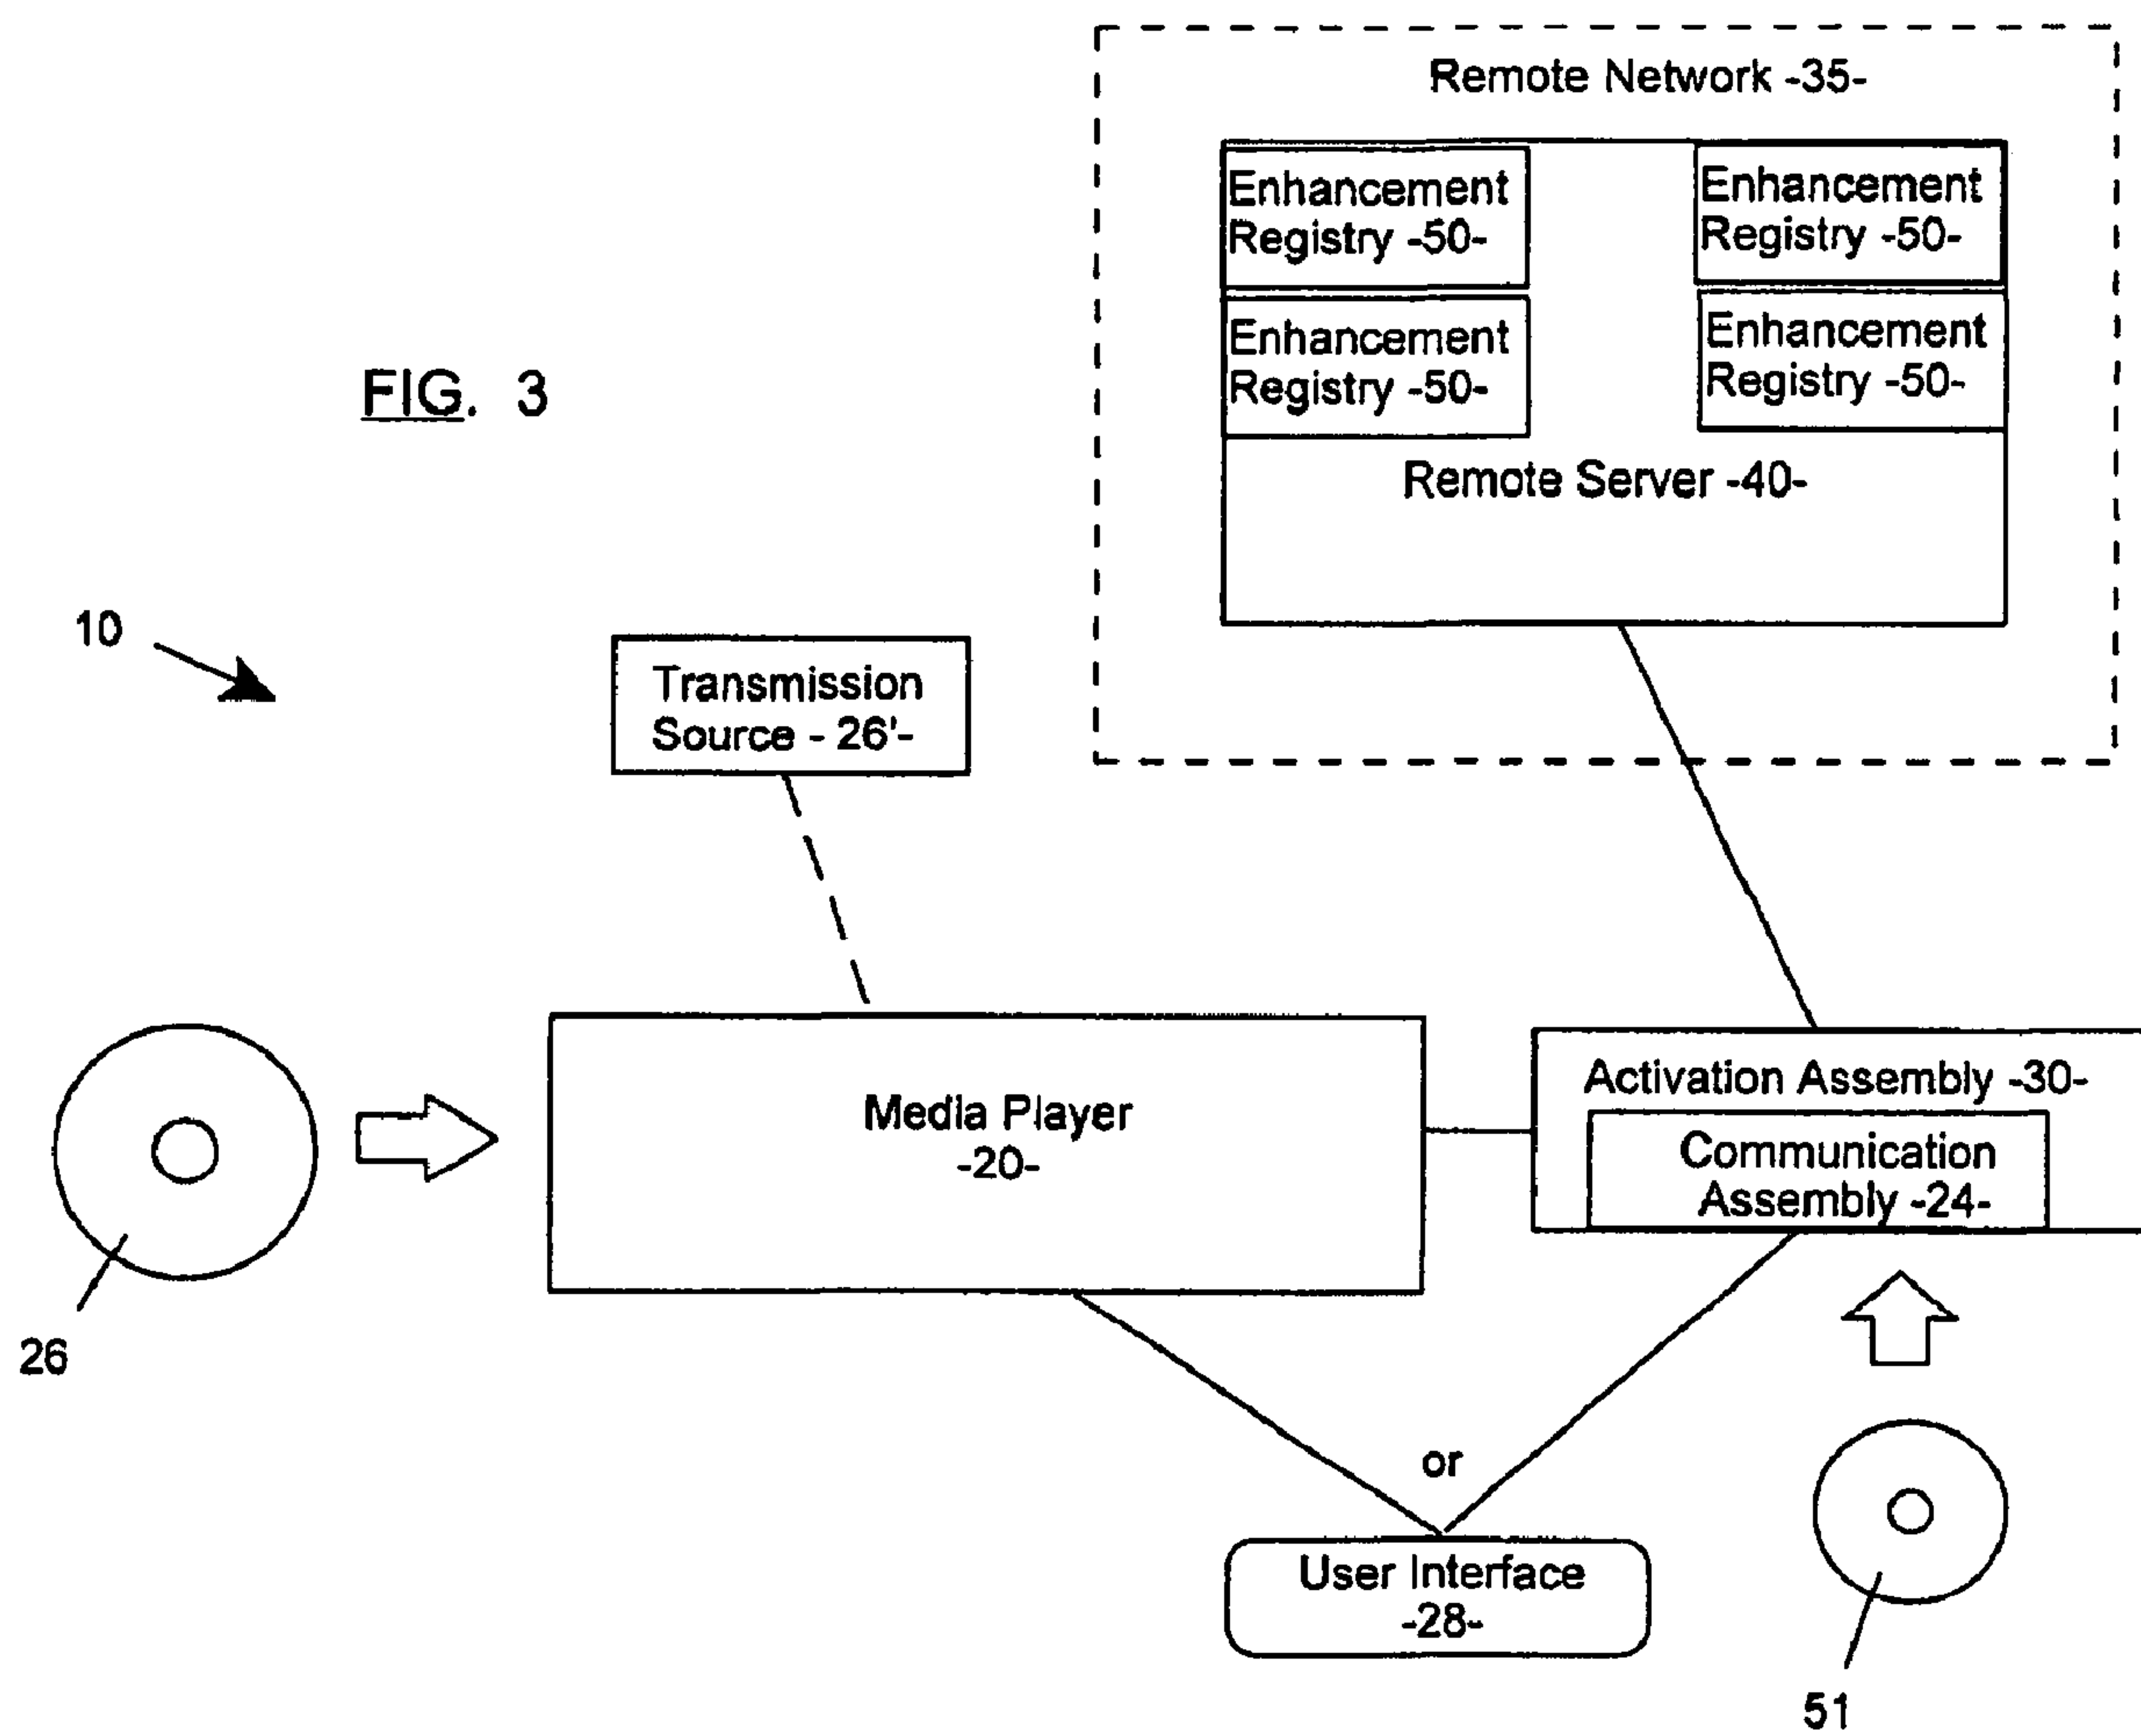 Remote Network -35-
Enhancement
Registry -50-
Enhancement
Registry -50-
Enhancement
Registry -50-
Enhancement
Registry -50-
Remote Server -40-
FIG. 3
10
Transmission
Source - 26'-
Media Player
-20-
Activation Assembly -30-
Communication
Assembly -24-
26
or
User Interface
-28-
51